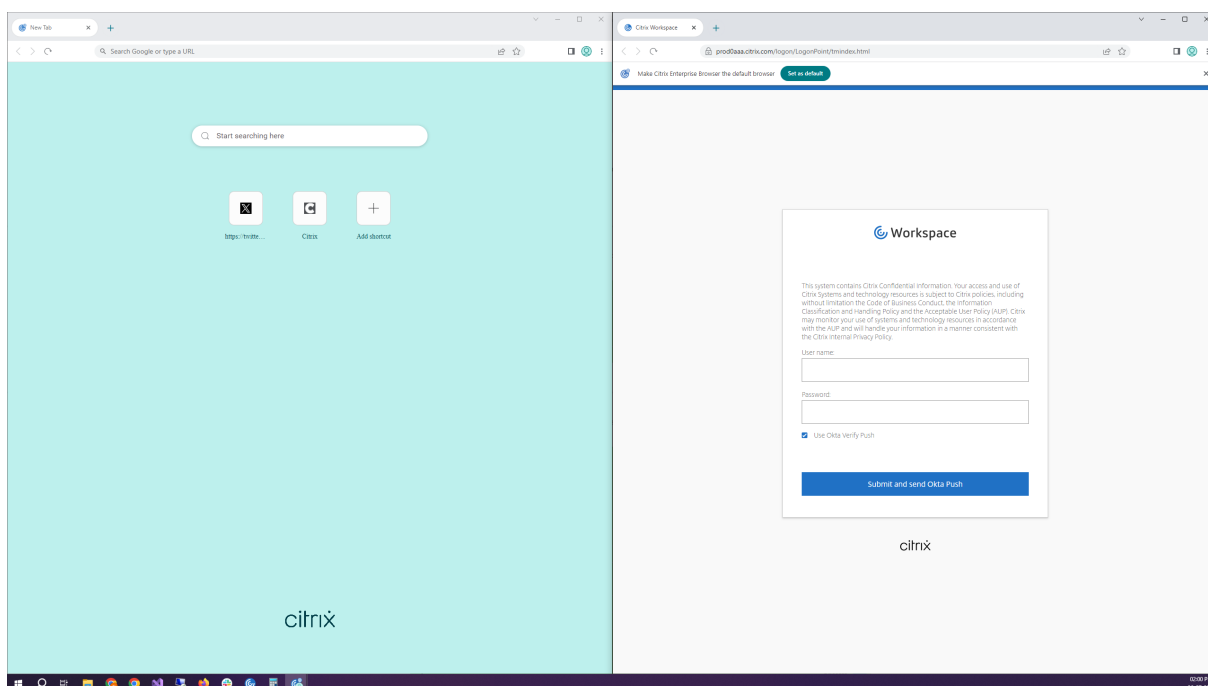 New Tab
Search Google or type a URL
Start searching here
https://twitte...
Citrix
Add shortcut
citrix
Citrix Workspace
prod0aaa.citrix.com/logon/LogonPoint/tmindex.html
Make Citrix Enterprise Browser the default browser
Set as default
Workspace
This system contains Citrix Confidential information. Your access and use of
Citrix Systems and technology resources is subject to Citrix policies, including
without limitation the Code of Business Conduct, the Information
Classification and Handling Policy and the Acceptable User Policy (AUP). Citrix
may monitor your use of systems and technology resources in accordance
with the AUP and will handle your information in a manner consistent with
the Citrix Internal Privacy Policy.
User name:
Password:
Use Okta Verify Push
Submit and send Okta Push
citrix
02:00 P